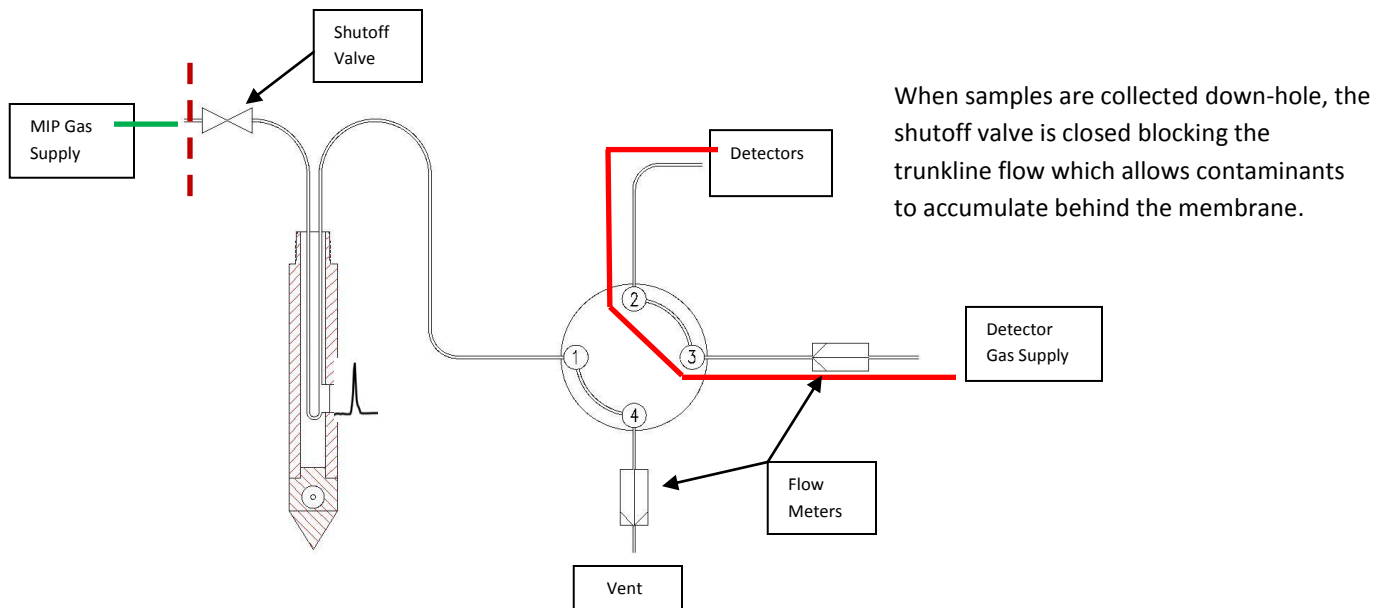 Shutoff
Valve
MIP Gas
Supply
When samples are collected down-hole, the
shutoff valve is closed blocking the
trunkline flow which allows contaminants
to accumulate behind the membrane.
Detectors
2
Detector
Gas Supply
1
3
4
Flow
Meters
Vent